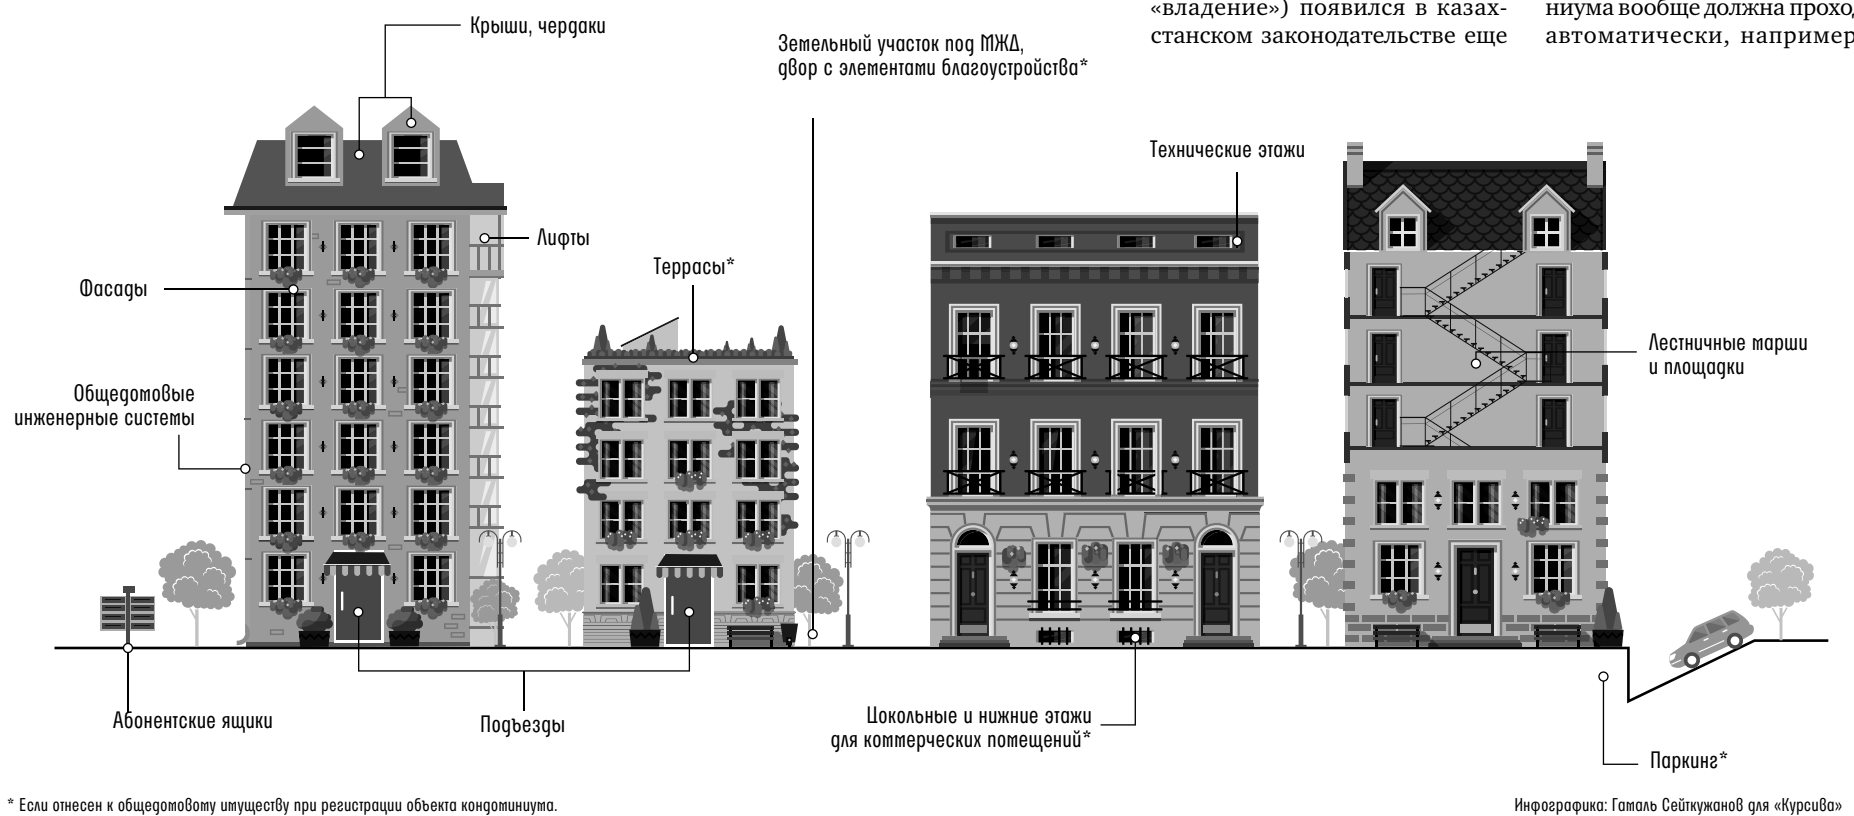 «владение») появился в казах-
станском законодательстве еще
ниума вообще должна проход
автоматически, например
Крыши, чердаки
Земельный участок под МЖД,
двор с элементами благоустройства*
Технические этажи
Лифты
Террасы*
Фасады
Лестничные марши
и площадки
Общедомовые
инженерные системы
Абонентские ящики
Подъезды
Цокольные и нижние этажи
для коммерческих помещений*
Паркинг*
* Если отнесен к общедомовому имуществу при регистрации объекта кондоминиума.
Инфографика: Гамаль Сейткужанов для «Курсива»